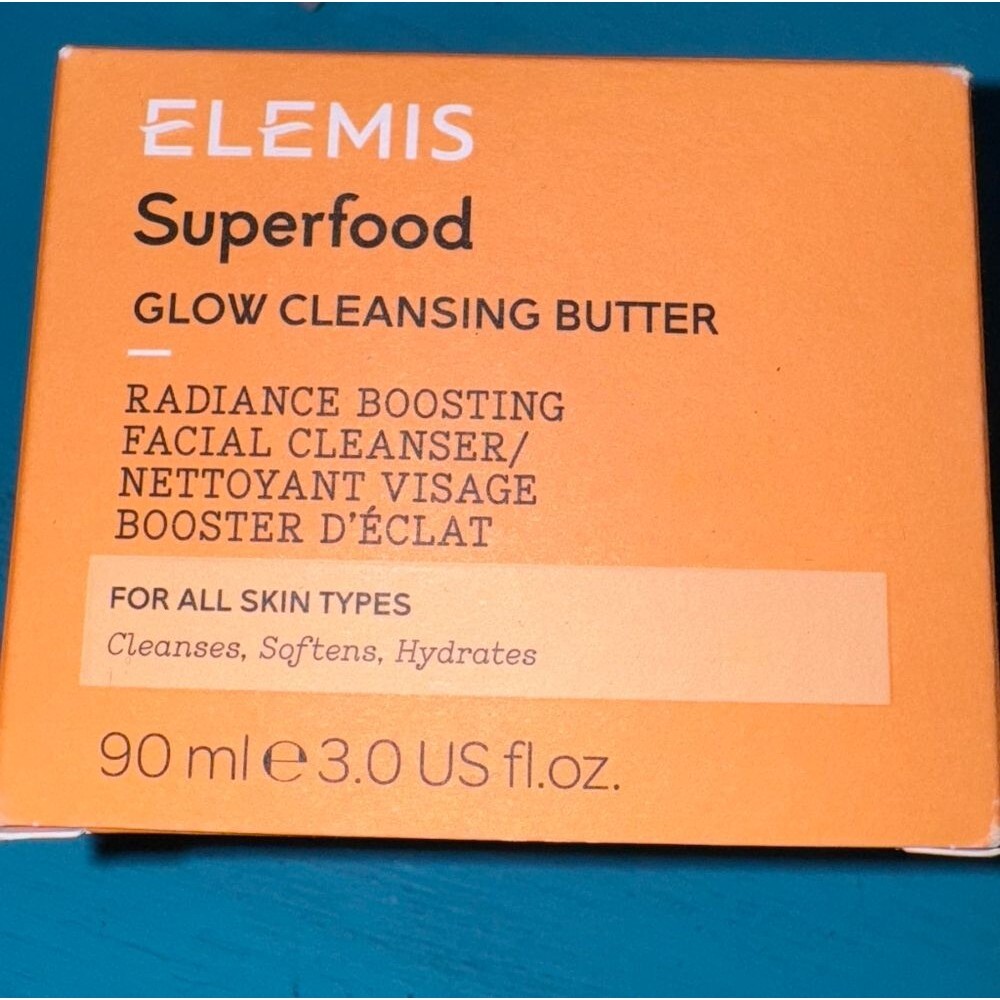 ELEMIS
Superfood
GLOW CLEANSING BUTTER
RADIANCE BOOSTING
FACIAL CLEANSER/
NETTOYANT VISAGE
BOOSTER D'ÉCLAT
FOR ALL SKIN TYPES
Cleanses, Softens, Hydrates
90 ml ℮ 3.0 US fl.oz.